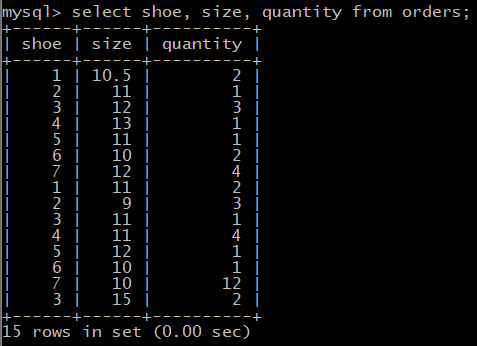 mysql> select shoe, size, quantity from orders;
+------+------+----------+
| shoe | size | quantity |
+------+------+----------+
|    1 | 10.5 |        2 |
|    2 |   11 |        1 |
|    3 |   12 |        3 |
|    4 |   13 |        1 |
|    5 |   11 |        1 |
|    6 |   10 |        2 |
|    7 |   12 |        4 |
|    1 |   11 |        2 |
|    2 |    9 |        3 |
|    3 |   11 |        1 |
|    4 |   11 |        4 |
|    5 |   12 |        1 |
|    6 |   10 |        1 |
|    7 |   10 |       12 |
|    3 |   15 |        2 |
+------+------+----------+
15 rows in set (0.00 sec)